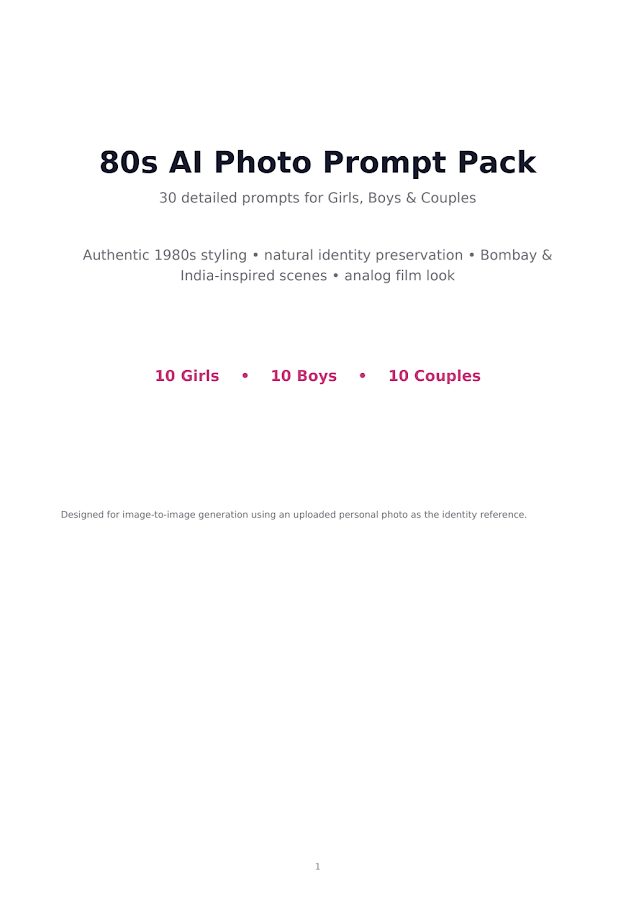 80s AI Photo Prompt Pack
30 detailed prompts for Girls, Boys & Couples
Authentic 1980s styling • natural identity preservation • Bombay &
India-inspired scenes • analog film look
10 Girls • 10 Boys • 10 Couples
Designed for image-to-image generation using an uploaded personal photo as the identity reference.
1